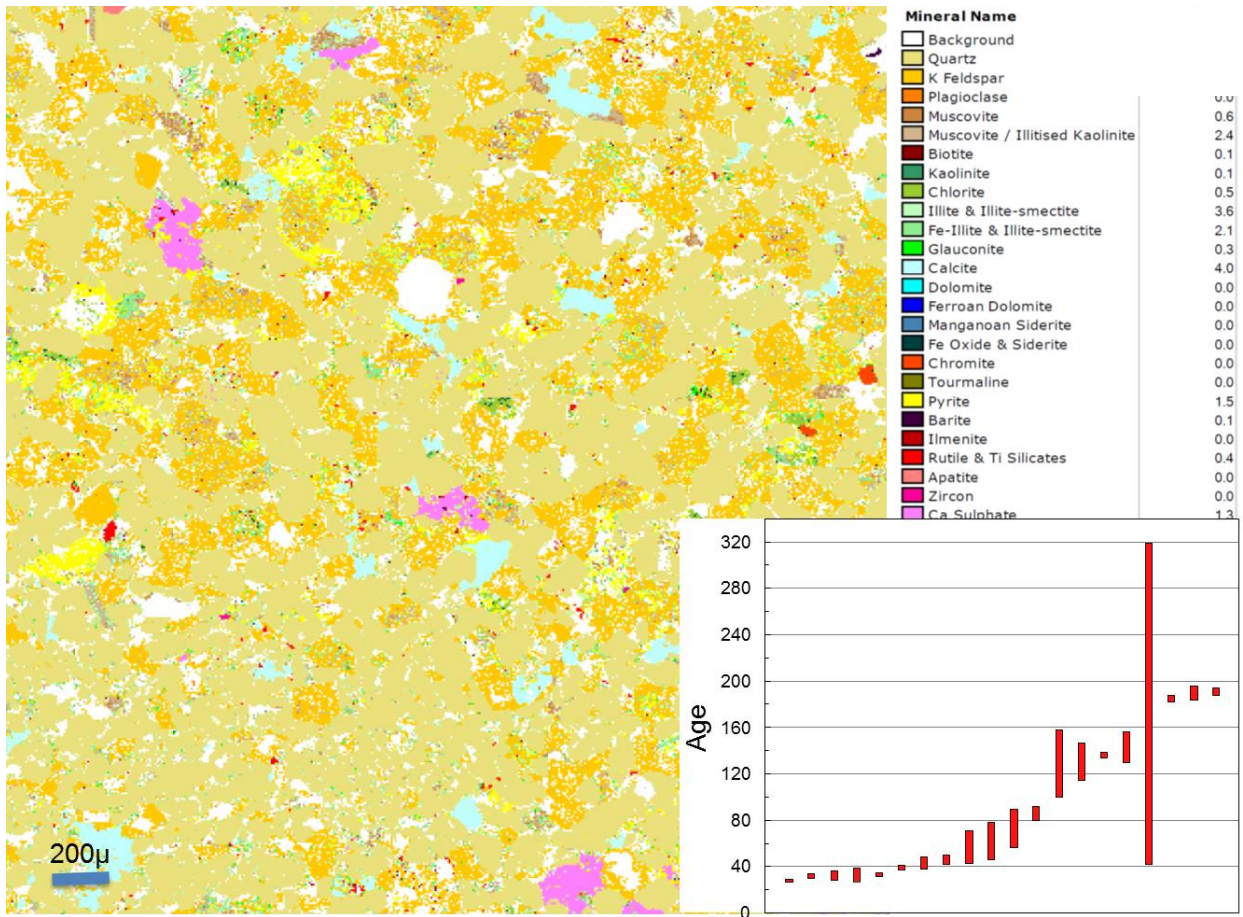 Mineral Name
Background
Quartz
K Feldspar
Plagioclase 0.0
Muscovite 0.6
Muscovite / Illitised Kaolinite 2.4
Biotite 0.1
Kaolinite 0.1
Chlorite 0.5
Illite & Illite-smectite 3.6
Fe-Illite & Illite-smectite 2.1
Glauconite 0.3
Calcite 4.0
Dolomite 0.0
Ferroan Dolomite 0.0
Manganoan Siderite 0.0
Fe Oxide & Siderite 0.0
Chromite 0.0
Tourmaline 0.0
Pyrite 1.5
Barite 0.1
Ilmenite 0.0
Rutile & Ti Silicates 0.4
Apatite 0.0
Zircon 0.0
Ca Sulphate 1.3
320
280
240
200
160
120
80
40
0
Age
200µ